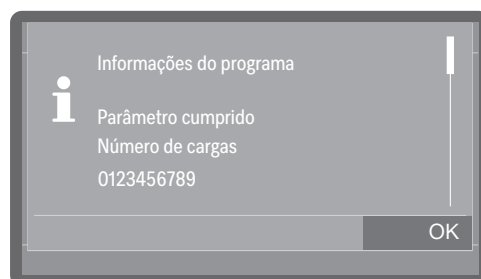 Informações do programa
Parâmetro cumprido
Número de cargas
0123456789
OK